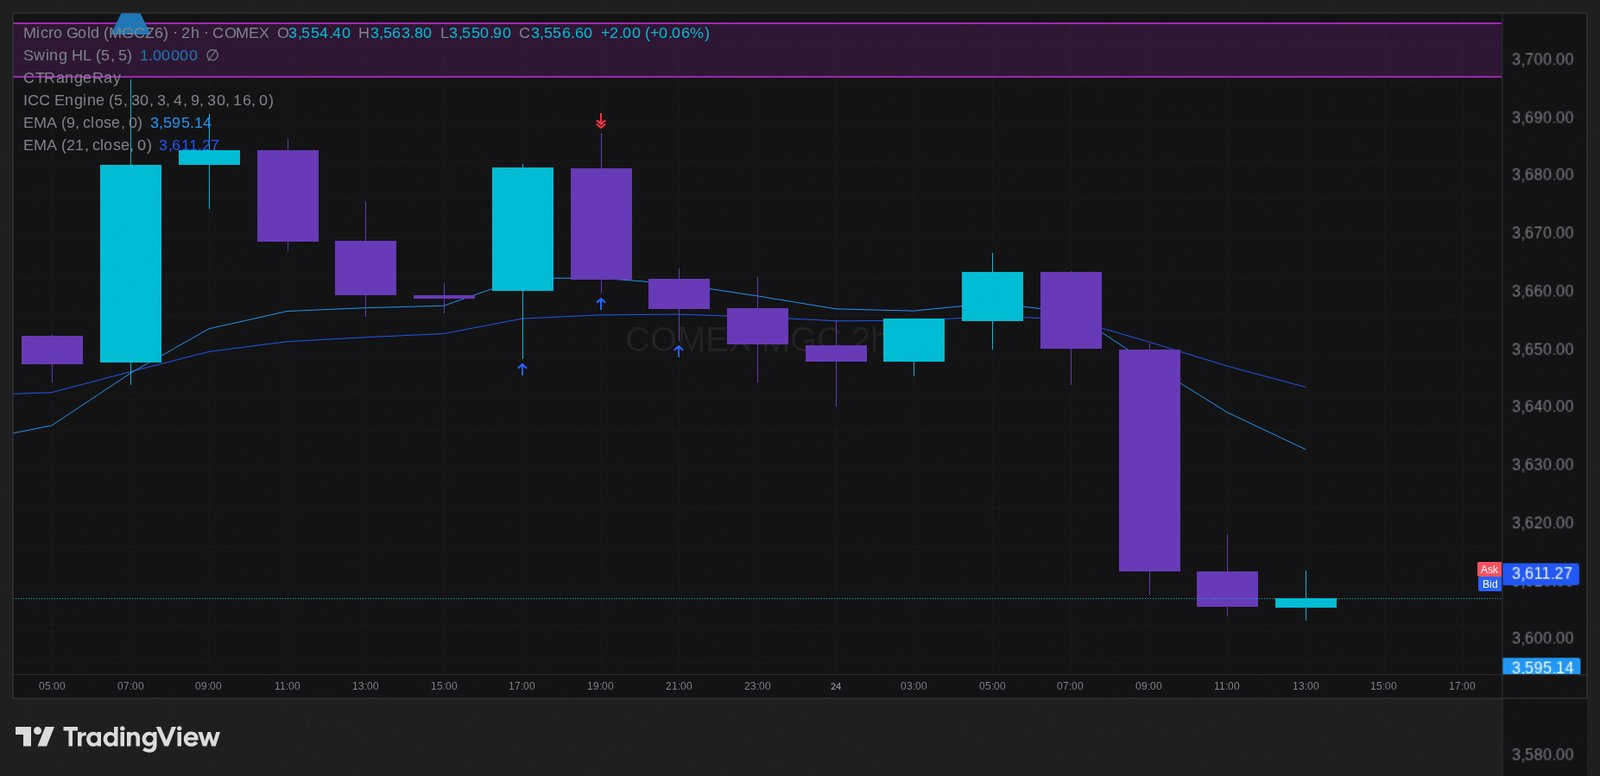 Micro Gold (MGCZ6) · 2h · COMEX O3,554.40 H3,563.80 L3,550.90 C3,556.60 +2.00 (+0.06%)
Swing HL (5, 5) 1.00000 ∅
CTRangeRay
ICC Engine (5, 30, 3, 4, 9, 30, 16, 0)
EMA (9, close, 0) 3,595.14
EMA (21, close, 0) 3,611.27
COMEX MGC 2h
3,700.00
3,690.00
3,680.00
3,670.00
3,660.00
3,650.00
3,640.00
3,630.00
3,620.00
Ask
3,611.27
Bid
3,600.00
3,595.14
3,580.00
05:00 07:00 09:00 11:00 13:00 15:00 17:00 19:00 21:00 23:00 24 03:00 05:00 07:00 09:00 11:00 13:00 15:00 17:00
TradingView